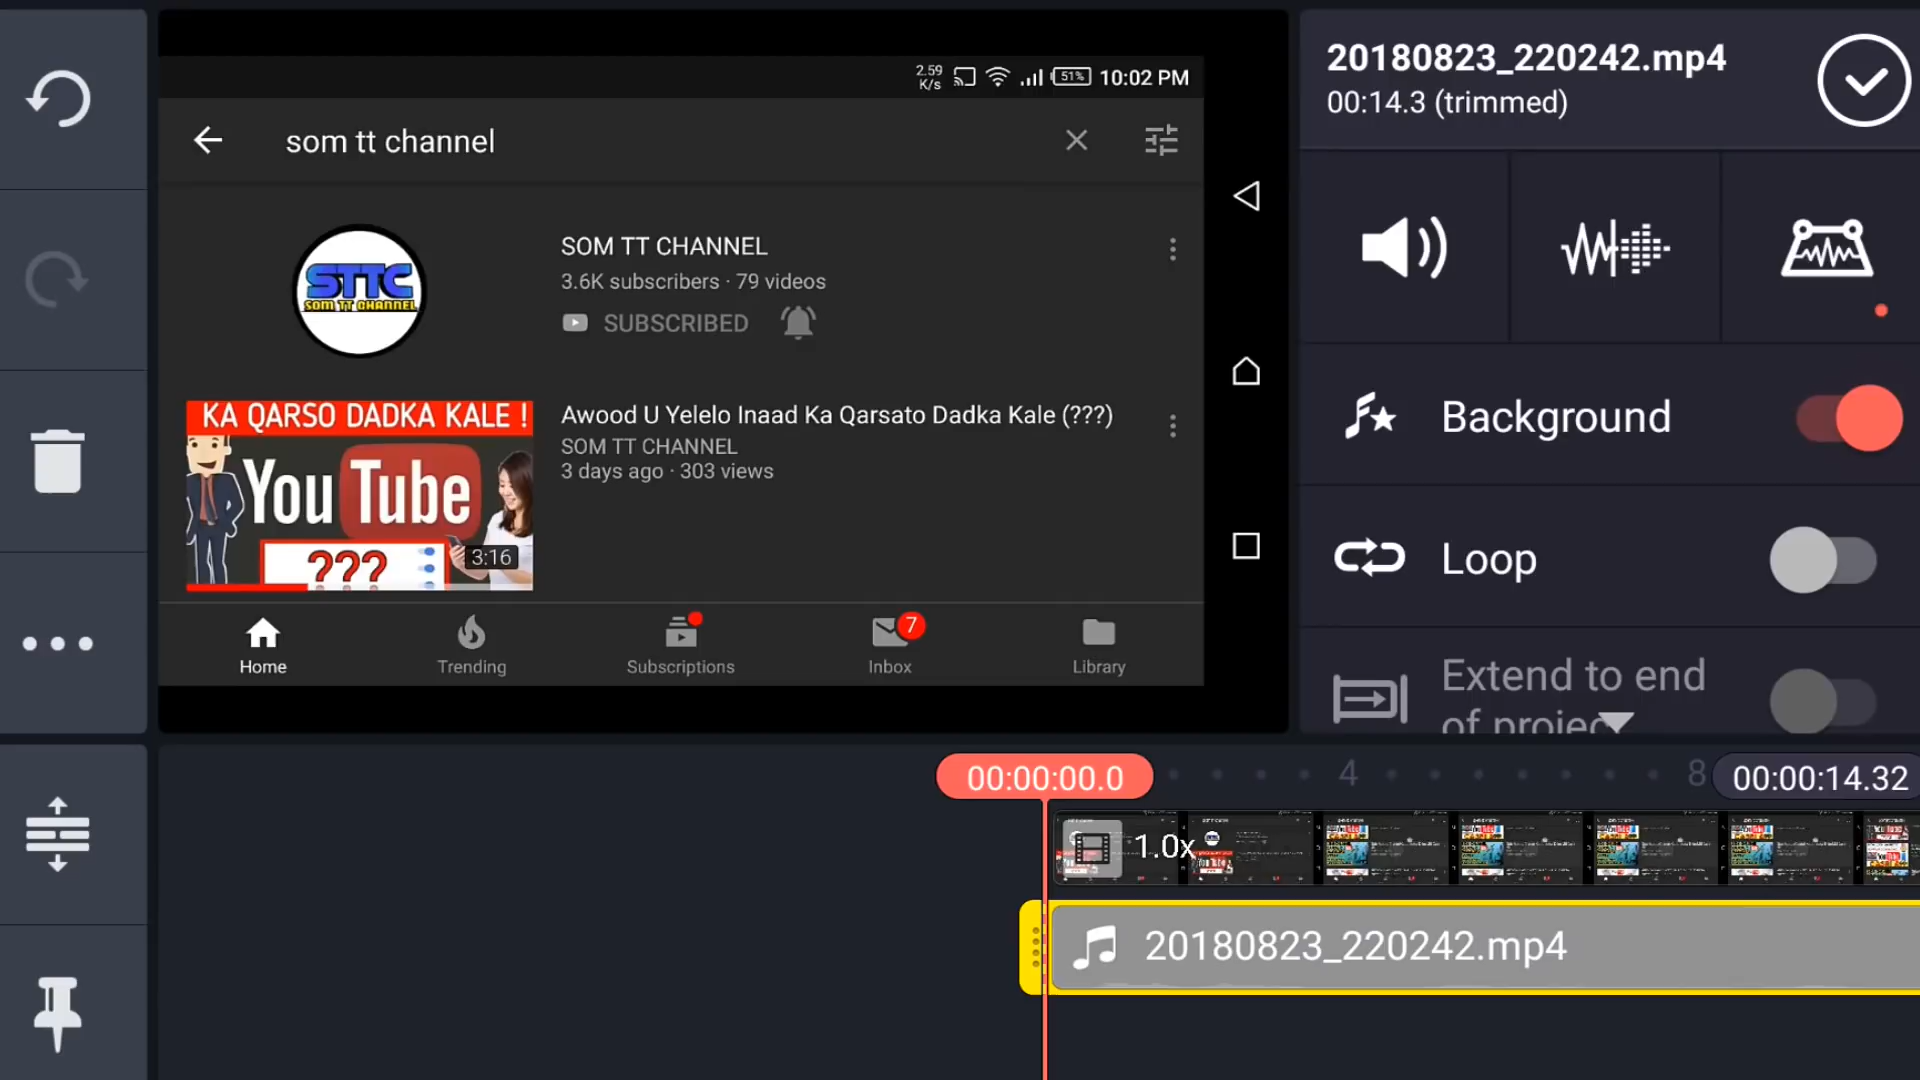 2.59
K/s
51%
10:02 PM
som tt channel
STTC
SOM TT CHANNEL
SOM TT CHANNEL
3.6K subscribers · 79 videos
SUBSCRIBED
KA QARSO DADKA KALE !
YouTube
???
3:16
Awood U Yelelo Inaad Ka Qarsato Dadka Kale (???)
SOM TT CHANNEL
3 days ago · 303 views
Home
Trending
Subscriptions
7
Inbox
Library
20180823_220242.mp4
00:14.3 (trimmed)
Background
Loop
Extend to end
of projec
00:00:00.0
4
8
00:00:14.32
1.0x
20180823_220242.mp4